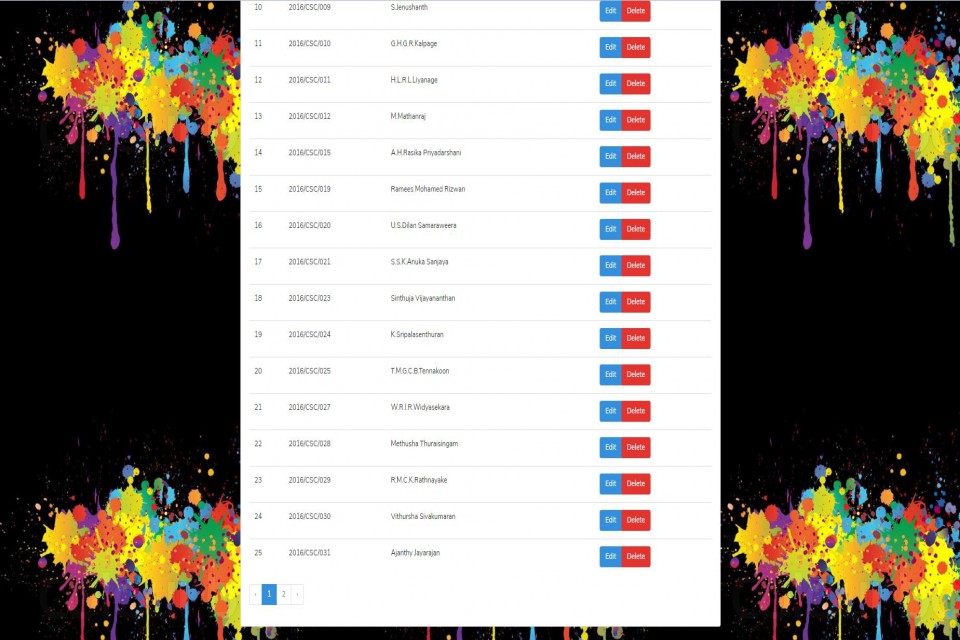 10 2016/CSC/009 S.Jenushanth Edit Delete
11 2016/CSC/010 G.H.G.R.Kalpage Edit Delete
12 2016/CSC/011 H.L.R.L.Liyanage Edit Delete
13 2016/CSC/012 M.Mathanraj Edit Delete
14 2016/CSC/015 A.H.Rasika Priyadarshani Edit Delete
15 2016/CSC/019 Ramees Mohamed Rizwan Edit Delete
16 2016/CSC/020 U.S.Dilan Samaraweera Edit Delete
17 2016/CSC/021 S.S.K.Anuka Sanjaya Edit Delete
18 2016/CSC/023 Sinthuja Vijayananthan Edit Delete
19 2016/CSC/024 K.Sripalasenthuran Edit Delete
20 2016/CSC/025 T.M.G.C.B.Tennakoon Edit Delete
21 2016/CSC/027 W.R.I.R.Widyasekara Edit Delete
22 2016/CSC/028 Methusha Thuraisingam Edit Delete
23 2016/CSC/029 R.M.C.K.Rathnayake Edit Delete
24 2016/CSC/030 Vithursha Sivakumaran Edit Delete
25 2016/CSC/031 Ajanthy Jayarajan Edit Delete
‹ 1 2 ›